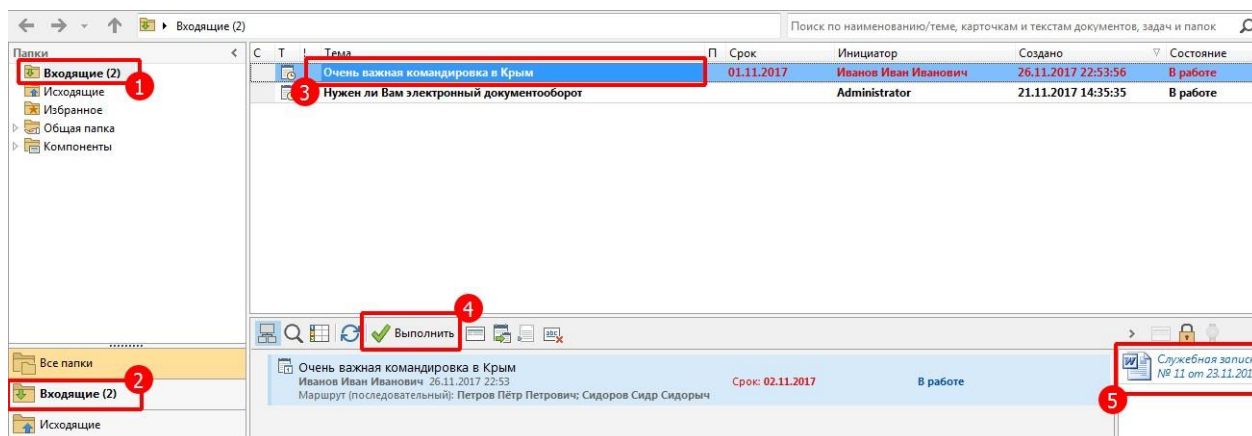 Входящие (2)
Поиск по наименованию/теме, карточкам и текстам документов, задач и папок
Папки
Входящие (2)
1
Исходящие
Избранное
Общая папка
Компоненты
С Т ! Тема П Срок Инициатор Создано Состояние
Очень важная командировка в Крым 01.11.2017 Иванов Иван Иванович 26.11.2017 22:53:56 В работе
3
Нужен ли Вам электронный документооборот Administrator 21.11.2017 14:35:35 В работе
4
Выполнить
abc
Все папки
2
Входящие (2)
Исходящие
Очень важная командировка в Крым
Иванов Иван Иванович 26.11.2017 22:53 Срок: 02.11.2017 В работе
Маршрут (последовательный): Петров Пётр Петрович; Сидоров Сидр Сидорыч
W
Служебная записк
№ 11 от 23.11.201
5